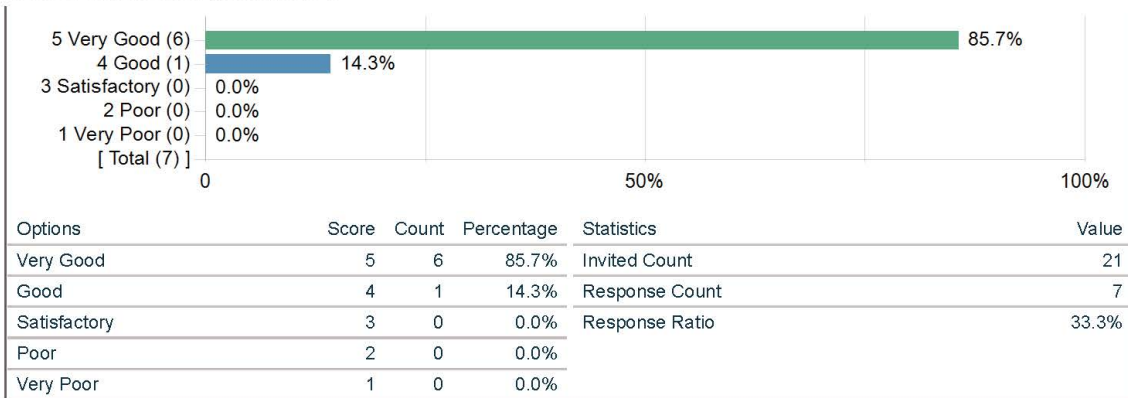 5 Very Good (6) 85.7%
4 Good (1) 14.3%
3 Satisfactory (0) 0.0%
2 Poor (0) 0.0%
1 Very Poor (0) 0.0%
[ Total (7) ]
0 50% 100%
Options Score Count Percentage
Very Good 5 6 85.7%
Good 4 1 14.3%
Satisfactory 3 0 0.0%
Poor 2 0 0.0%
Very Poor 1 0 0.0%
Statistics Value
Invited Count 21
Response Count 7
Response Ratio 33.3%